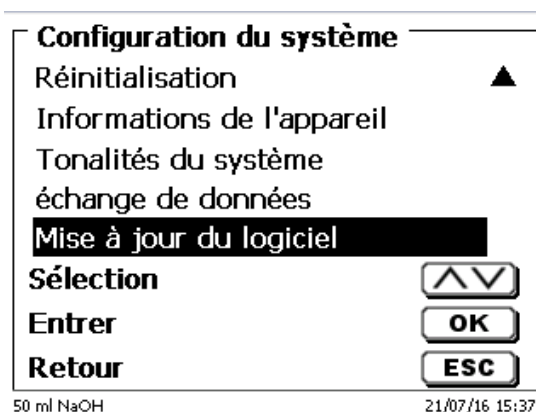 Configuration du système
Réinitialisation ▲
Informations de l'appareil
Tonalités du système
échange de données
Mise à jour du logiciel
Sélection
Entrer OK
Retour ESC
50 ml NaOH 21/07/16 15:37